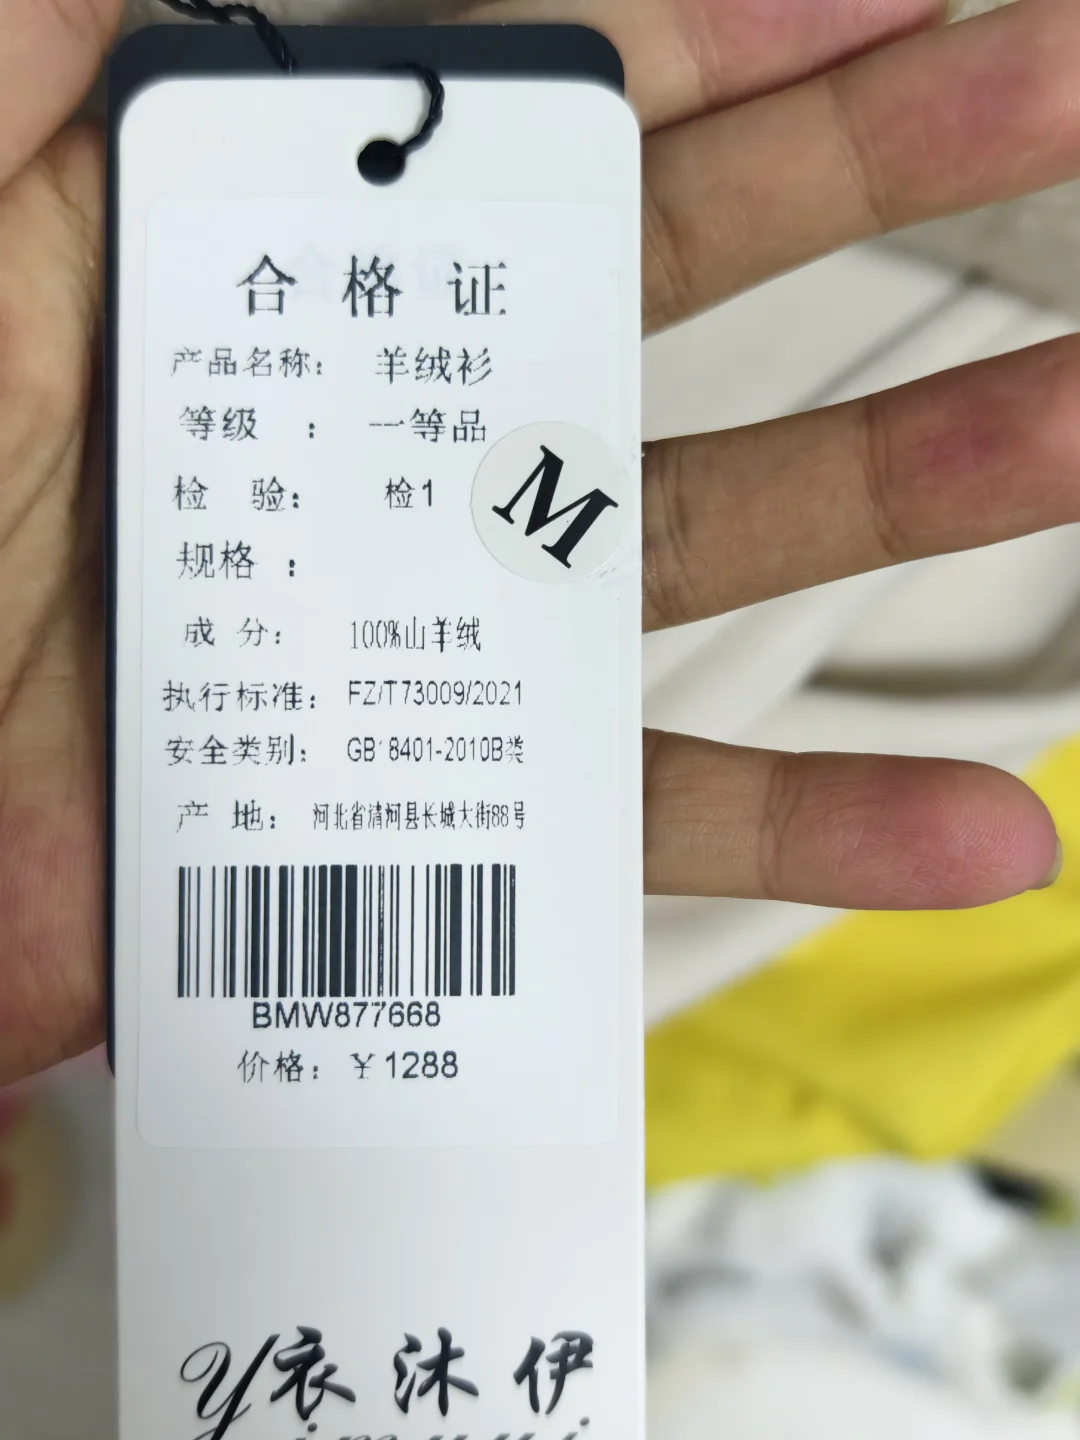 合格证
产品名称： 羊绒衫
等级 ： 一等品
检 验： 检1
M
规格 ：
成 分： 100%山羊绒
执行标准： FZ/T73009/2021
安全类别： GB18401-2010B类
产 地： 河北省清河县长城大街88号
BMW877668
价格：￥1288
衣沐伊